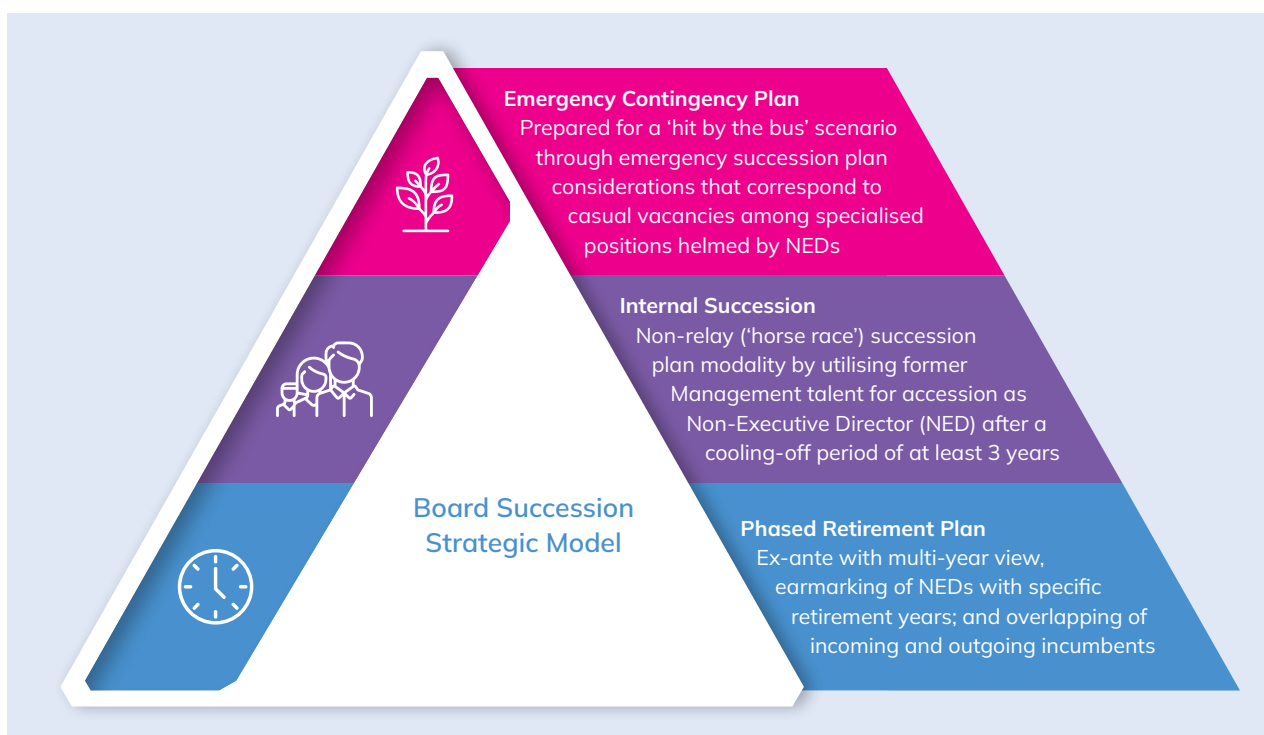 Emergency Contingency Plan
Prepared for a ‘hit by the bus’ scenario
through emergency succession plan
considerations that correspond to
casual vacancies among specialised
positions helmed by NEDs
Internal Succession
Non-relay (‘horse race’) succession
plan modality by utilising former
Management talent for accession as
Non-Executive Director (NED) after a
cooling-off period of at least 3 years
Board Succession
Strategic Model
Phased Retirement Plan
Ex-ante with multi-year view,
earmarking of NEDs with specific
retirement years; and overlapping of
incoming and outgoing incumbents